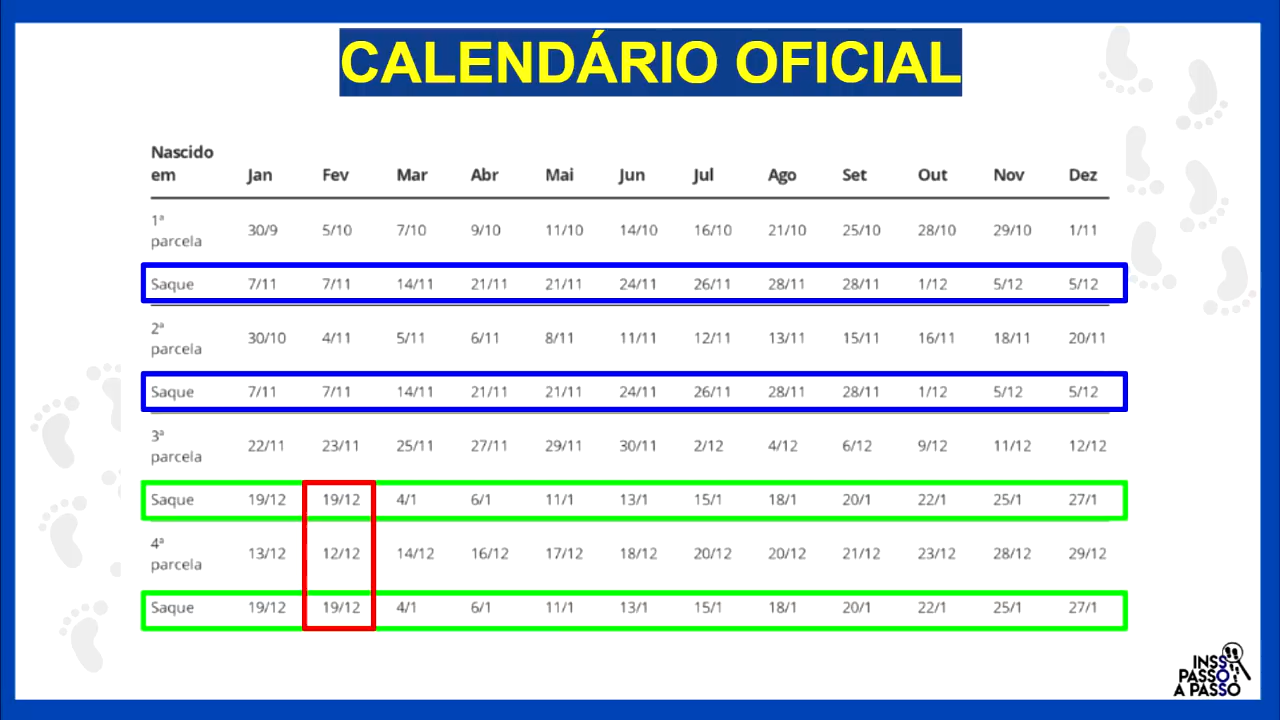 CALENDÁRIO OFICIAL
Nascido
em Jan Fev Mar Abr Mai Jun Jul Ago Set Out Nov Dez
1ª
parcela 30/9 5/10 7/10 9/10 11/10 14/10 16/10 21/10 25/10 28/10 29/10 1/11
Saque 7/11 7/11 14/11 21/11 21/11 24/11 26/11 28/11 28/11 1/12 5/12 5/12
2ª
parcela 30/10 4/11 5/11 6/11 8/11 11/11 12/11 13/11 15/11 16/11 18/11 20/11
Saque 7/11 7/11 14/11 21/11 21/11 24/11 26/11 28/11 28/11 1/12 5/12 5/12
3ª
parcela 22/11 23/11 25/11 27/11 29/11 30/11 2/12 4/12 6/12 9/12 11/12 12/12
Saque 19/12 19/12 4/1 6/1 11/1 13/1 15/1 18/1 20/1 22/1 25/1 27/1
4ª
parcela 13/12 12/12 14/12 16/12 17/12 18/12 20/12 20/12 21/12 23/12 28/12 29/12
Saque 19/12 19/12 4/1 6/1 11/1 13/1 15/1 18/1 20/1 22/1 25/1 27/1
INSS
PASSO
A PASSO